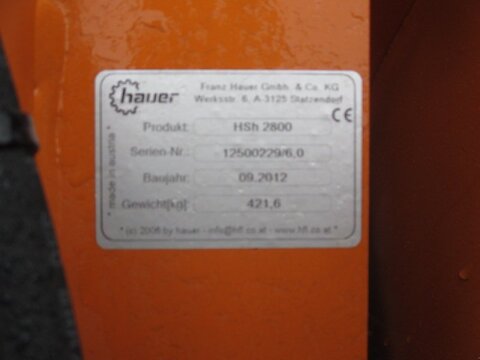 hauer
Franz Hauer Gmbh. & Co. KG
Werksstr. 6, A-3125 Statzendorf
CE
Produkt: HSh 2800
Serien-Nr.: 12500229/6,0
Baujahr: 09.2012
Gewicht[kg] 421,6
* made in austria *
* (c) 2006 by hauer - info@hfl.co.at - www.hfl.co.at *